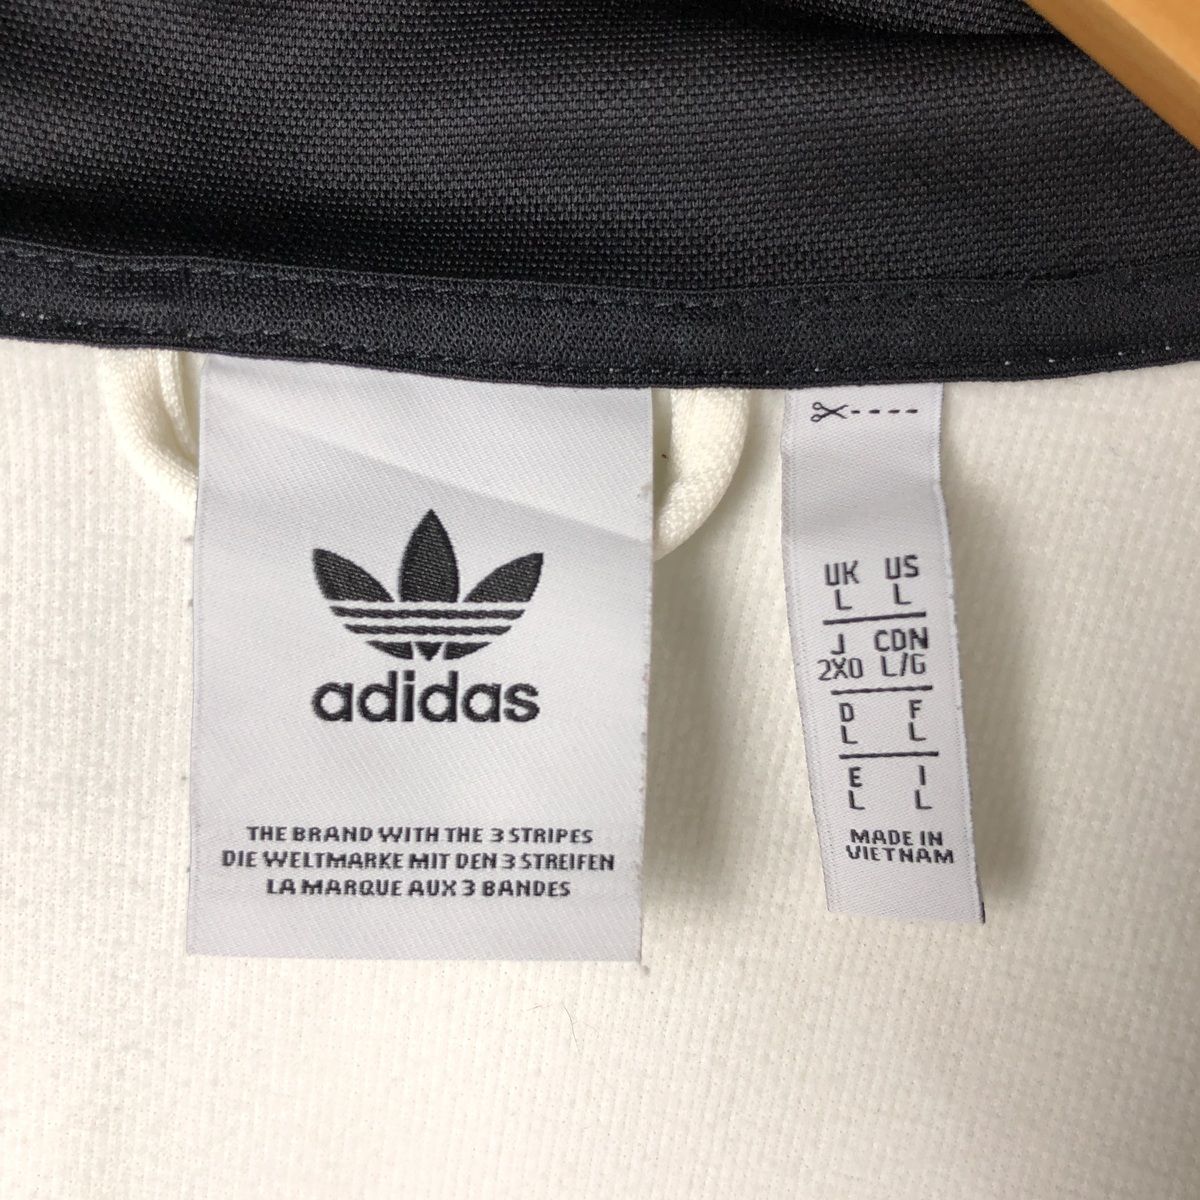 adidas
THE BRAND WITH THE 3 STRIPES
DIE WELTMARKE MIT DEN 3 STREIFEN
LA MARQUE AUX 3 BANDES
UK US
L L
J CDN
2XO L/G
D F
L L
E I
L L
MADE IN
VIETNAM